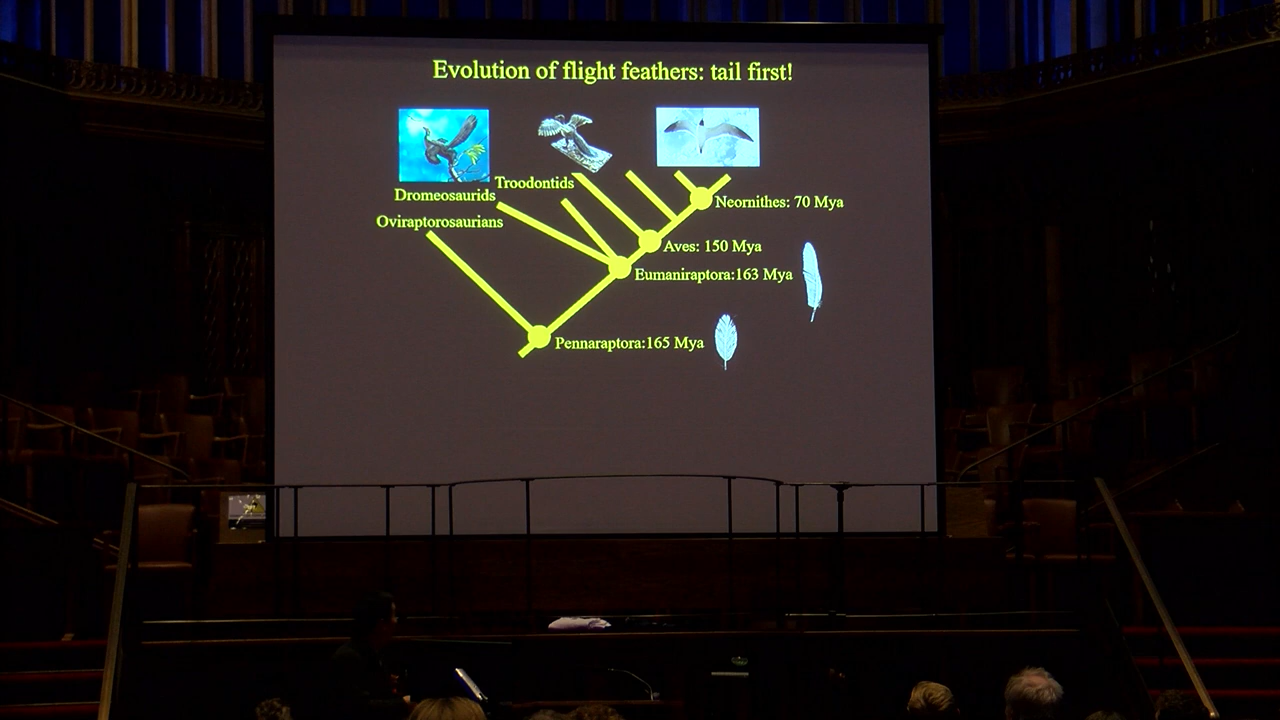 Evolution of flight feathers: tail first!
Troodontids
Dromeosaurids
Neornithes: 70 Mya
Oviraptorosaurians
Aves: 150 Mya
Eumaniraptora:163 Mya
Pennaraptora:165 Mya